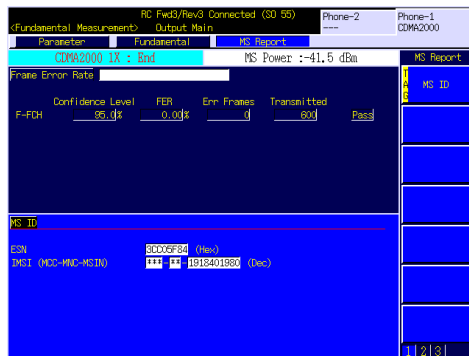 RC Fwd3/Rev3 Connected (SO 55)
<Fundamental Measurement> Output Main
Phone-2
---
Phone-1
CDMA2000
Parameter Fundamental MS Report
MS Report
CDMA2000 1X : End MS Power :-41.5 dBm
TAG
MS ID
Frame Error Rate
Confidence Level FER Err Frames Transmitted
F-FCH 95.0% 0.00% 0 600 Pass
MS ID
ESN 3CC05F84 (Hex)
IMSI (MCC-MNC-MSIN) ***-**-1918401980 (Dec)
1 2 3